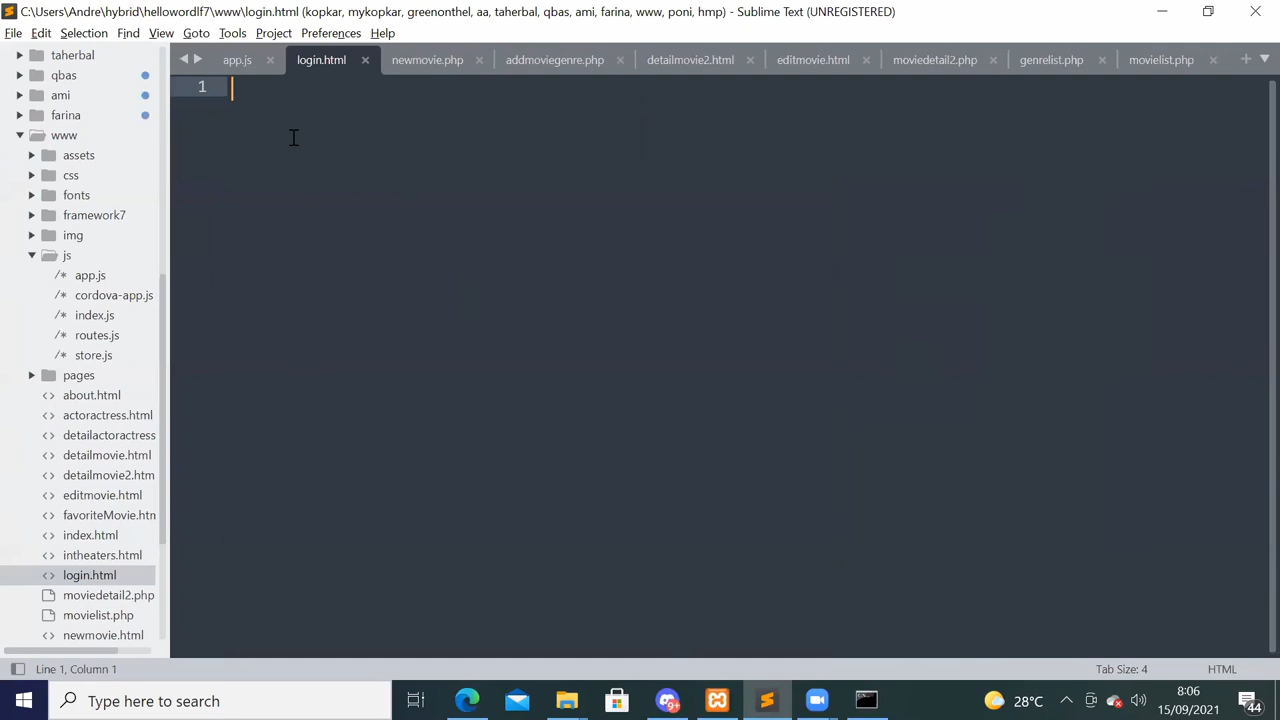 C:\Users\Andre\hybrid\hellowordlf7\www\login.html (kopkar, mykopkar, greenonthel, aa, taherbal, qbas, ami, farina, www, poni, hmp) - Sublime Text (UNREGISTERED)
File Edit Selection Find View Goto Tools Project Preferences Help
app.js login.html newmovie.php addmoviegenre.php detailmovie2.html editmovie.html moviedetail2.php genrelist.php movielist.php
taherbal
qbas
ami
farina
www
assets
css
fonts
framework7
img
js
/* app.js
/* cordova-app.js
/* index.js
/* routes.js
/* store.js
pages
<> about.html
<> actoractress.html
<> detailactoractress
<> detailmovie.html
<> detailmovie2.htm
<> editmovie.html
<> favoriteMovie.htn
<> index.html
<> intheaters.html
<> login.html
moviedetail2.php
movielist.php
<> newmovie.html
1
Line 1, Column 1 Tab Size: 4 HTML
Type here to search
9+
28°C
8:06
15/09/2021
44